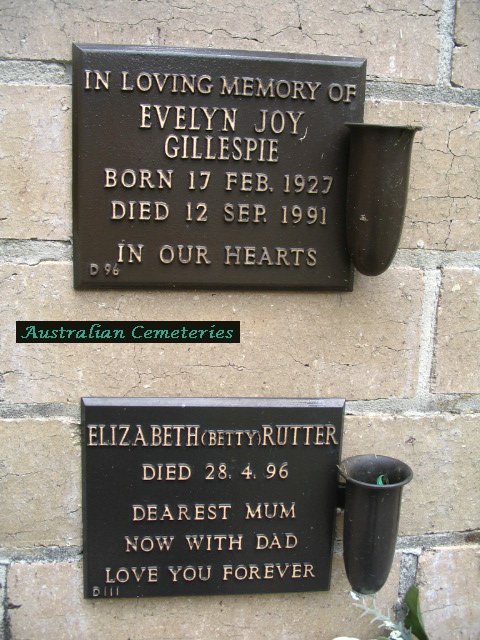 IN LOVING MEMORY OF
EVELYN JOY
GILLESPIE
BORN 17 FEB. 1927
DIED 12 SEP. 1991
IN OUR HEARTS
D 96
Australian Cemeteries
ELIZABETH (BETTY) RUTTER
DIED 28. 4. 96
DEAREST MUM
NOW WITH DAD
LOVE YOU FOREVER
D 111